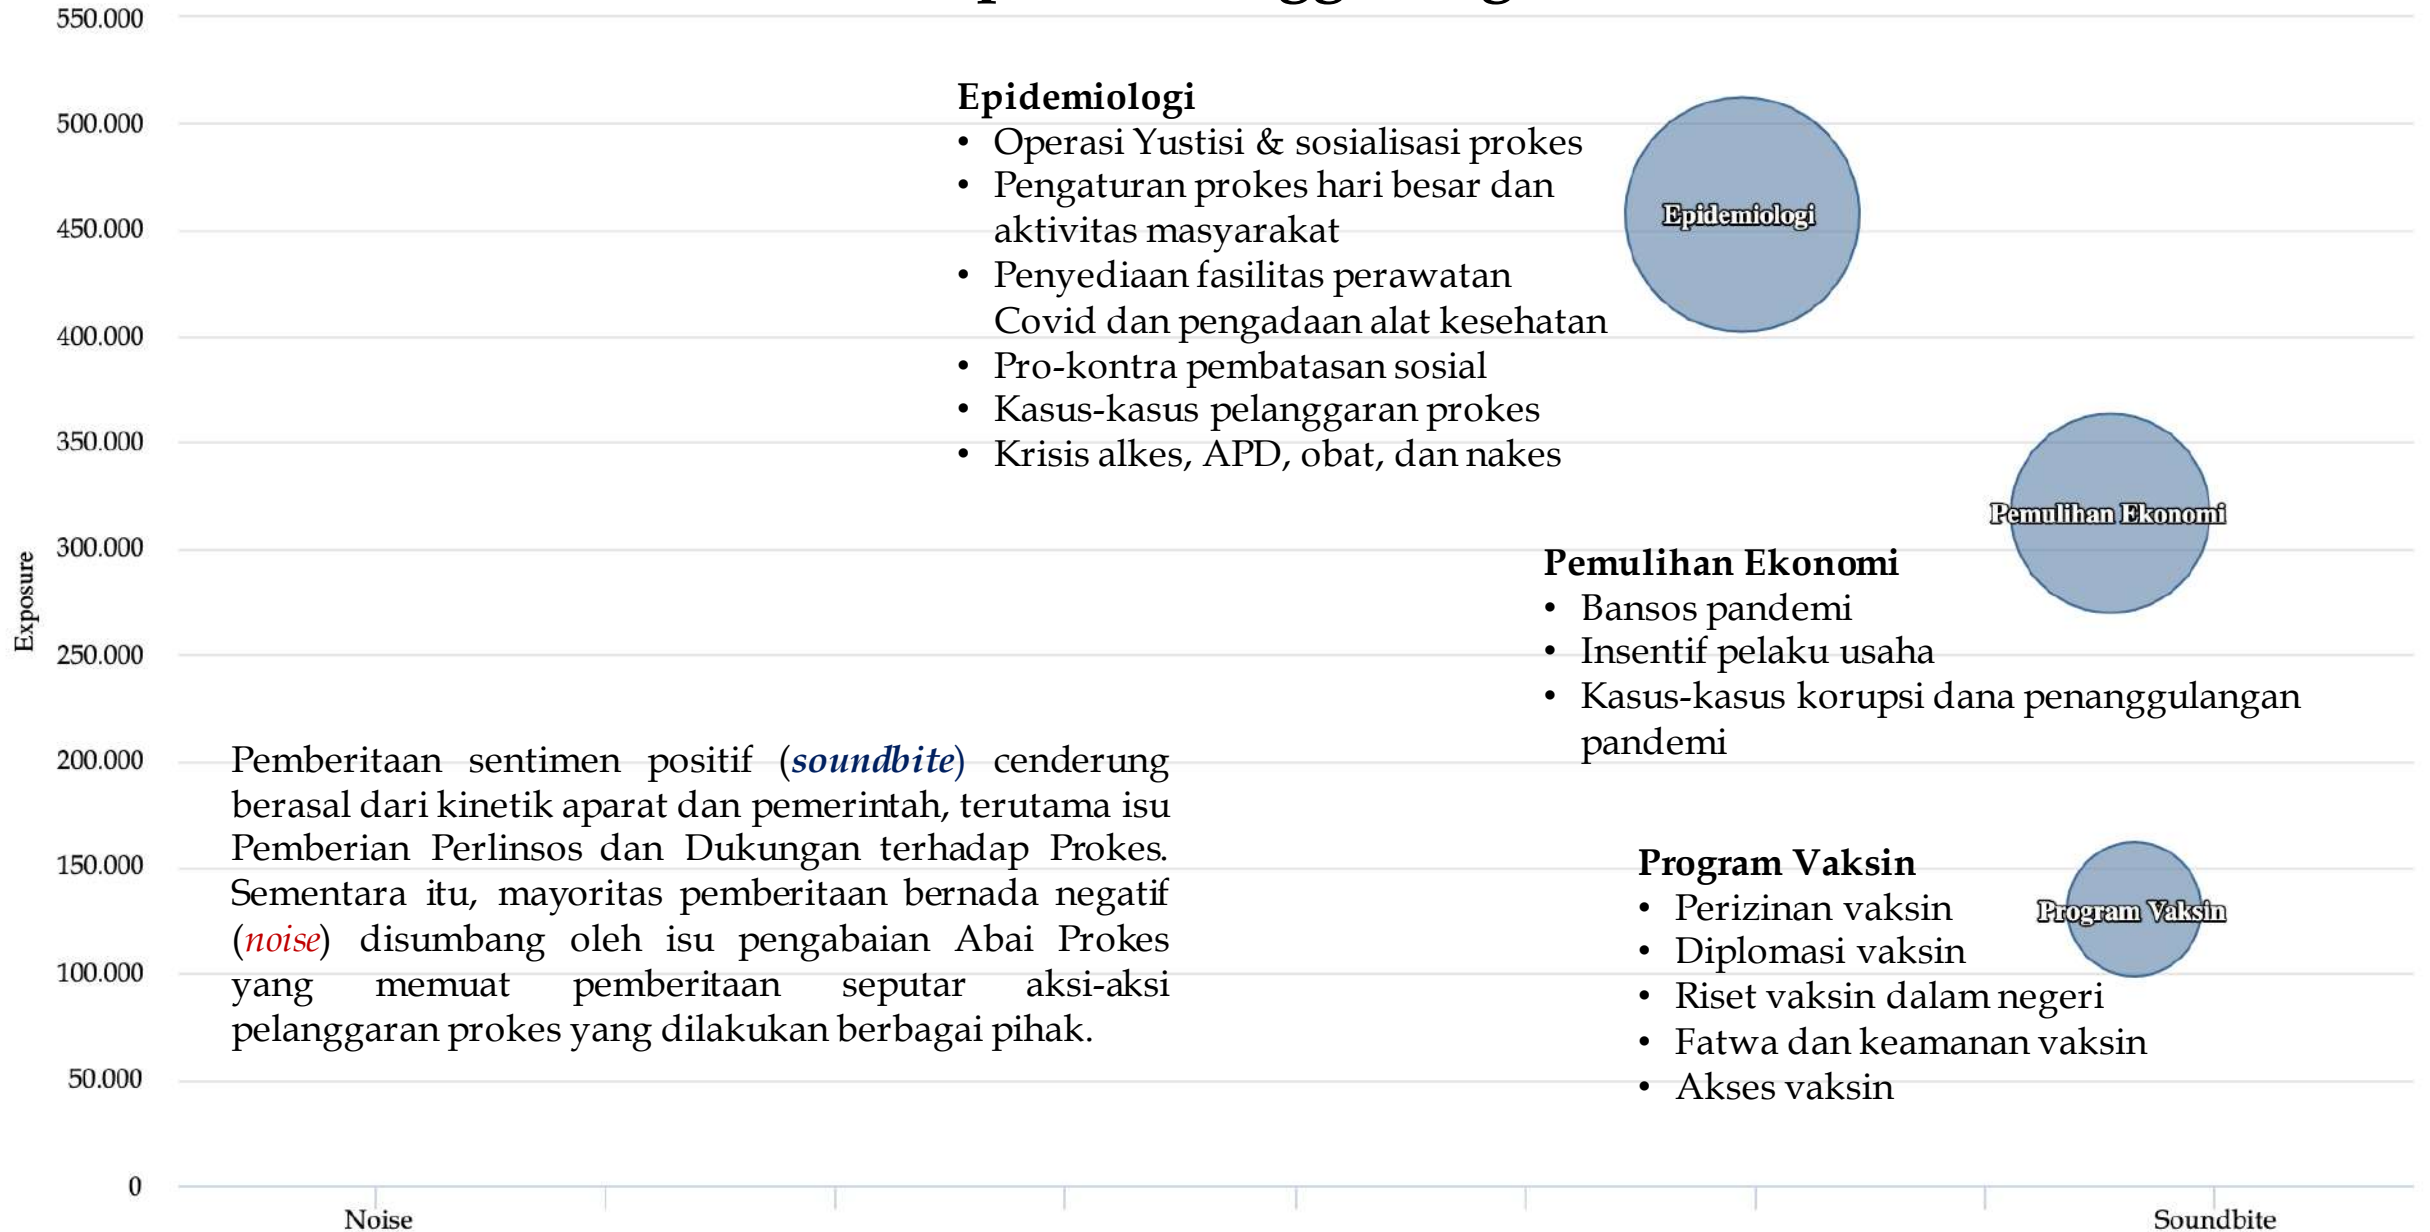 550.000
500.000
450.000
400.000
350.000
300.000
250.000
200.000
150.000
100.000
50.000
0
Exposure
Epidemiologi
• Operasi Yustisi & sosialisasi prokes
• Pengaturan prokes hari besar dan
aktivitas masyarakat
• Penyediaan fasilitas perawatan
Covid dan pengadaan alat kesehatan
• Pro-kontra pembatasan sosial
• Kasus-kasus pelanggaran prokes
• Krisis alkes, APD, obat, dan nakes
Epidemiologi
Pemulihan Ekonomi
Pemulihan Ekonomi
• Bansos pandemi
• Insentif pelaku usaha
• Kasus-kasus korupsi dana penanggulangan
pandemi
Pemberitaan sentimen positif (soundbite) cenderung
berasal dari kinetik aparat dan pemerintah, terutama isu
Pemberian Perlinsos dan Dukungan terhadap Prokes.
Sementara itu, mayoritas pemberitaan bernada negatif
(noise) disumbang oleh isu pengabaian Abai Prokes
yang memuat pemberitaan seputar aksi-aksi
pelanggaran prokes yang dilakukan berbagai pihak.
Program Vaksin
• Perizinan vaksin
• Diplomasi vaksin
• Riset vaksin dalam negeri
• Fatwa dan keamanan vaksin
• Akses vaksin
Program Vaksin
Noise
Soundbite